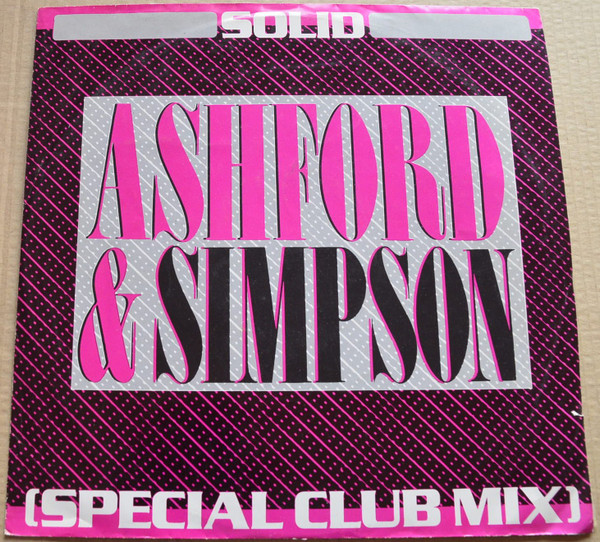 SOLID
ASHFORD
& SIMPSON
(SPECIAL CLUB MIX)